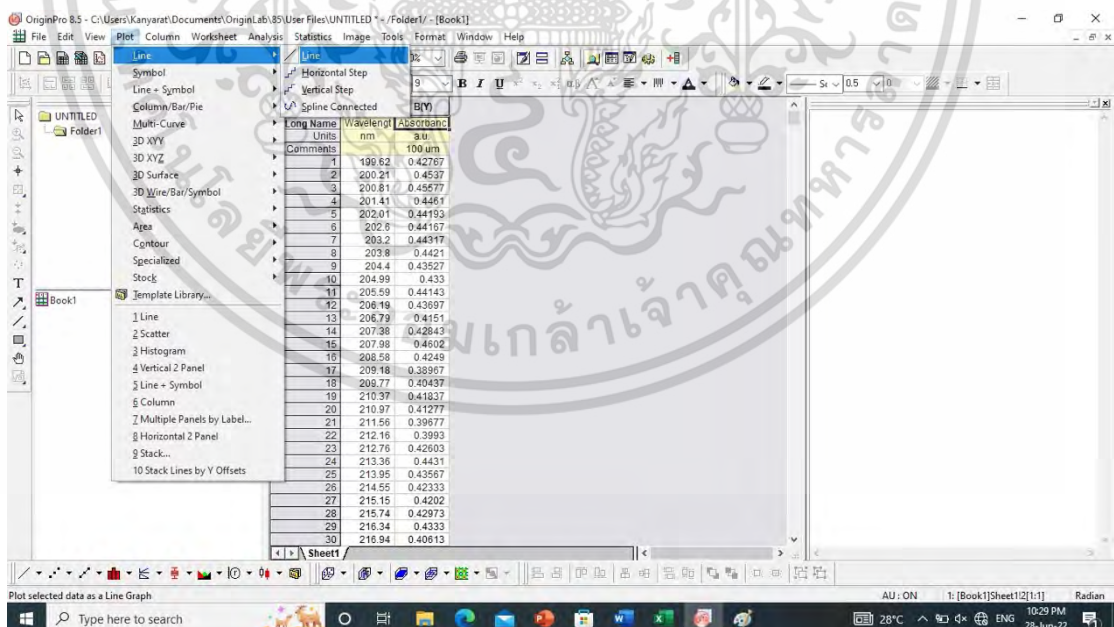 OriginPro 8.5 - C:\Users\Kanyarat\Documents\OriginLab\85\User Files\UNTITLED * - /Folder1/ - [Book1]
File Edit View Plot Column Worksheet Analysis Statistics Image Tools Format Window Help
Line
Symbol
Line + Symbol
Column/Bar/Pie
Multi-Curve
3D XYY
3D XYZ
3D Surface
3D Wire/Bar/Symbol
Statistics
Area
Contour
Specialized
Stock
Template Library...
1 Line
2 Scatter
3 Histogram
4 Vertical 2 Panel
5 Line + Symbol
6 Column
7 Multiple Panels by Label...
8 Horizontal 2 Panel
9 Stack...
10 Stack Lines by Y Offsets
Line
Horizontal Step
Vertical Step
Spline Connected
9 B I U
0.5 0
UNTITLED
Folder1
Book1
B(Y)
Long Name Wavelengt Absorbanc
Units nm a.u.
Comments 100 um
1 199.62 0.42767
2 200.21 0.4537
3 200.81 0.45577
4 201.41 0.4461
5 202.01 0.44193
6 202.6 0.44167
7 203.2 0.44317
8 203.8 0.4421
9 204.4 0.43527
10 204.99 0.433
11 205.59 0.44143
12 206.19 0.43697
13 206.79 0.4151
14 207.38 0.42843
15 207.98 0.4602
16 208.58 0.4249
17 209.18 0.38967
18 209.77 0.40437
19 210.37 0.41837
20 210.97 0.41277
21 211.56 0.39677
22 212.16 0.3993
23 212.76 0.42603
24 213.36 0.4431
25 213.95 0.43567
26 214.55 0.42333
27 215.15 0.4202
28 215.74 0.42973
29 216.34 0.4333
30 216.94 0.40613
Sheet1
Plot selected data as a Line Graph
AU : ON 1: [Book1]Sheet1!2[1:1] Radian
Type here to search
28°C ENG 10:29 PM
28-Jun-22